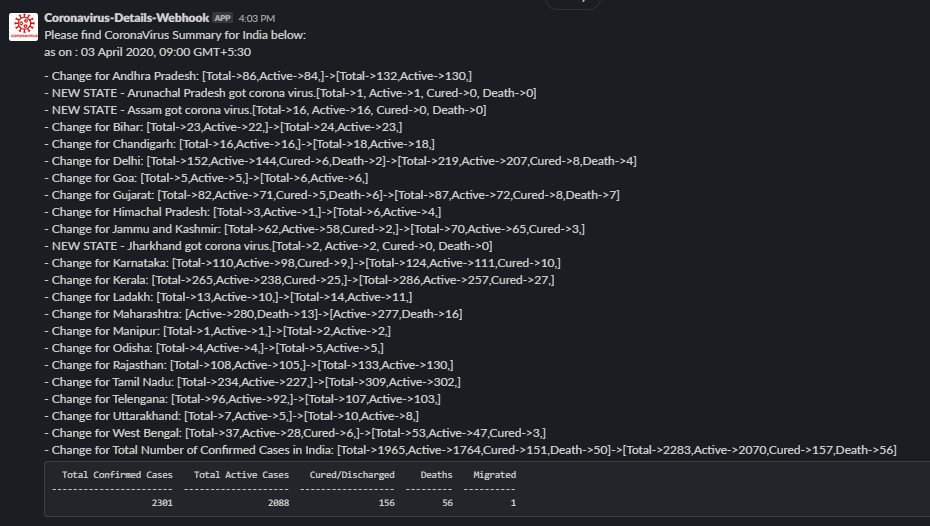 Coronavirus-Details-Webhook APP 4:03 PM
Please find CoronaVirus Summary for India below:
as on : 03 April 2020, 09:00 GMT+5:30
- Change for Andhra Pradesh: [Total->86,Active->84,]->[Total->132,Active->130,]
- NEW STATE - Arunachal Pradesh got corona virus.[Total->1, Active->1, Cured->0, Death->0]
- NEW STATE - Assam got corona virus.[Total->16, Active->16, Cured->0, Death->0]
- Change for Bihar: [Total->23,Active->22,]->[Total->24,Active->23,]
- Change for Chandigarh: [Total->16,Active->16,]->[Total->18,Active->18,]
- Change for Delhi: [Total->152,Active->144,Cured->6,Death->2]->[Total->219,Active->207,Cured->8,Death->4]
- Change for Goa: [Total->5,Active->5,]->[Total->6,Active->6,]
- Change for Gujarat: [Total->82,Active->71,Cured->5,Death->6]->[Total->87,Active->72,Cured->8,Death->7]
- Change for Himachal Pradesh: [Total->3,Active->1,]->[Total->6,Active->4,]
- Change for Jammu and Kashmir: [Total->62,Active->58,Cured->2,]->[Total->70,Active->65,Cured->3,]
- NEW STATE - Jharkhand got corona virus.[Total->2, Active->2, Cured->0, Death->0]
- Change for Karnataka: [Total->110,Active->98,Cured->9,]->[Total->124,Active->111,Cured->10,]
- Change for Kerala: [Total->265,Active->238,Cured->25,]->[Total->286,Active->257,Cured->27,]
- Change for Ladakh: [Total->13,Active->10,]->[Total->14,Active->11,]
- Change for Maharashtra: [Active->280,Death->13]->[Active->277,Death->16]
- Change for Manipur: [Total->1,Active->1,]->[Total->2,Active->2,]
- Change for Odisha: [Total->4,Active->4,]->[Total->5,Active->5,]
- Change for Rajasthan: [Total->108,Active->105,]->[Total->133,Active->130,]
- Change for Tamil Nadu: [Total->234,Active->227,]->[Total->309,Active->302,]
- Change for Telengana: [Total->96,Active->92,]->[Total->107,Active->103,]
- Change for Uttarakhand: [Total->7,Active->5,]->[Total->10,Active->8,]
- Change for West Bengal: [Total->37,Active->28,Cured->6,]->[Total->53,Active->47,Cured->3,]
- Change for Total Number of Confirmed Cases in India: [Total->1965,Active->1764,Cured->151,Death->50]->[Total->2283,Active->2070,Cured->157,Death->56]
Total Confirmed Cases Total Active Cases Cured/Discharged Deaths Migrated
--------------------- ------------------ ---------------- --------- ----------
2301 2088 156 56 1